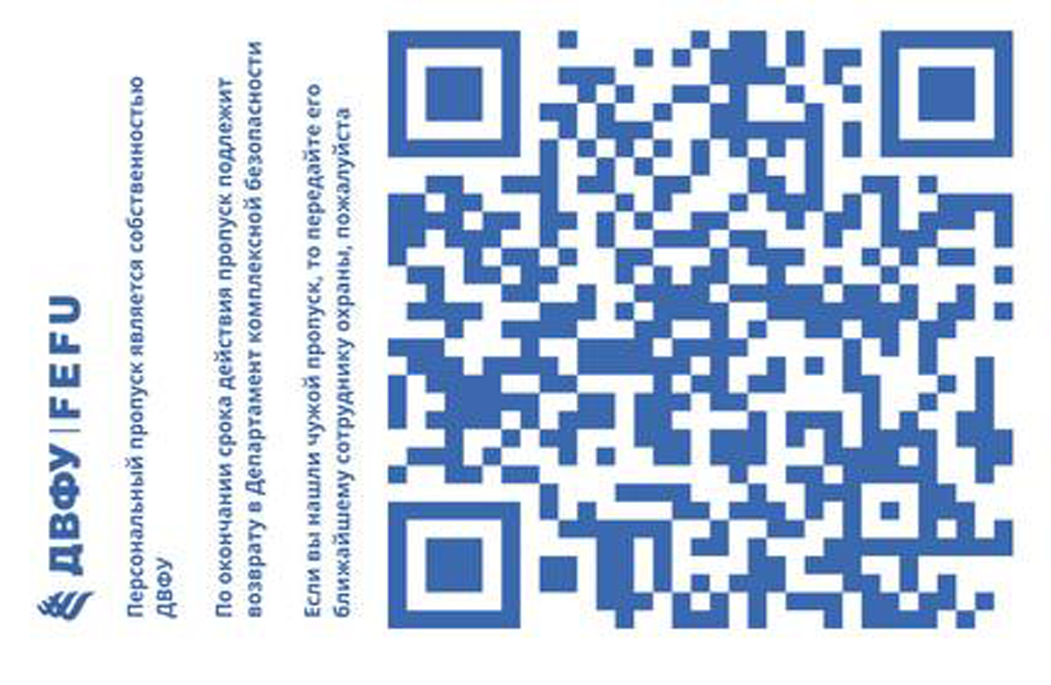 ДВФУ | FEFU
Персональный пропуск является собственностью
ДВФУ
По окончании срока действия пропуск подлежит
возврату в Департамент комплексной безопасности
Если вы нашли чужой пропуск, то передайте его
ближайшему сотруднику охраны, пожалуйста